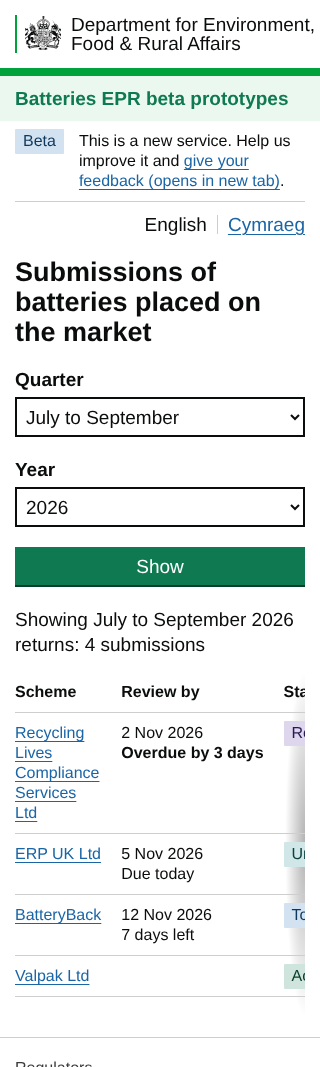 Department for Environment,
Food & Rural Affairs
Batteries EPR beta prototypes
Beta
This is a new service. Help us
improve it and give your
feedback (opens in new tab).
English
Cymraeg
Submissions of
batteries placed on
the market
Quarter
July to September
Year
2026
Show
Showing July to September 2026
returns: 4 submissions
Scheme Review by
Recycling
Lives
Compliance
Services
Ltd
2 Nov 2026
Overdue by 3 days
ERP UK Ltd
5 Nov 2026
Due today
BatteryBack
12 Nov 2026
7 days left
Valpak Ltd